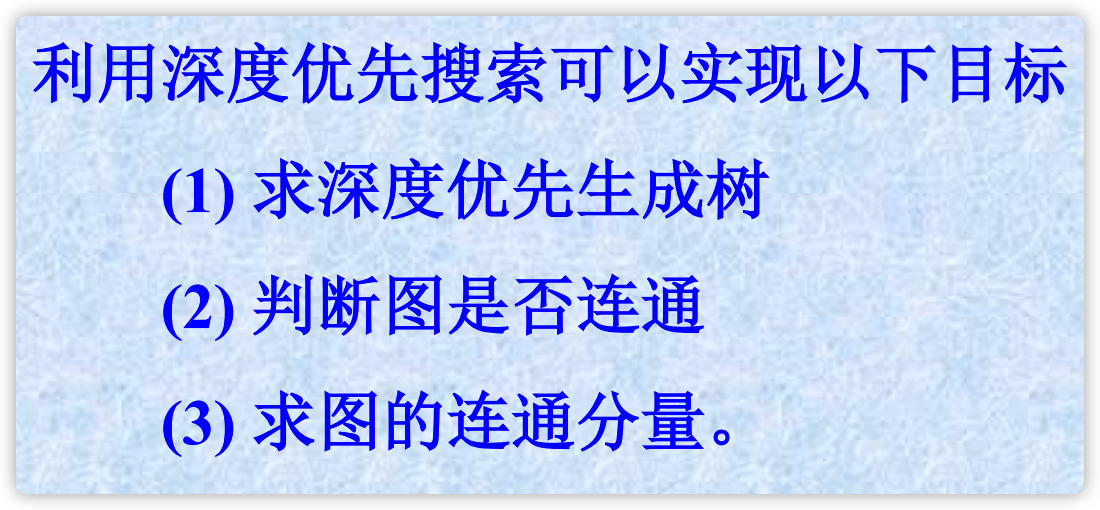 利用深度优先搜索可以实现以下目标
(1) 求深度优先生成树
(2) 判断图是否连通
(3) 求图的连通分量。